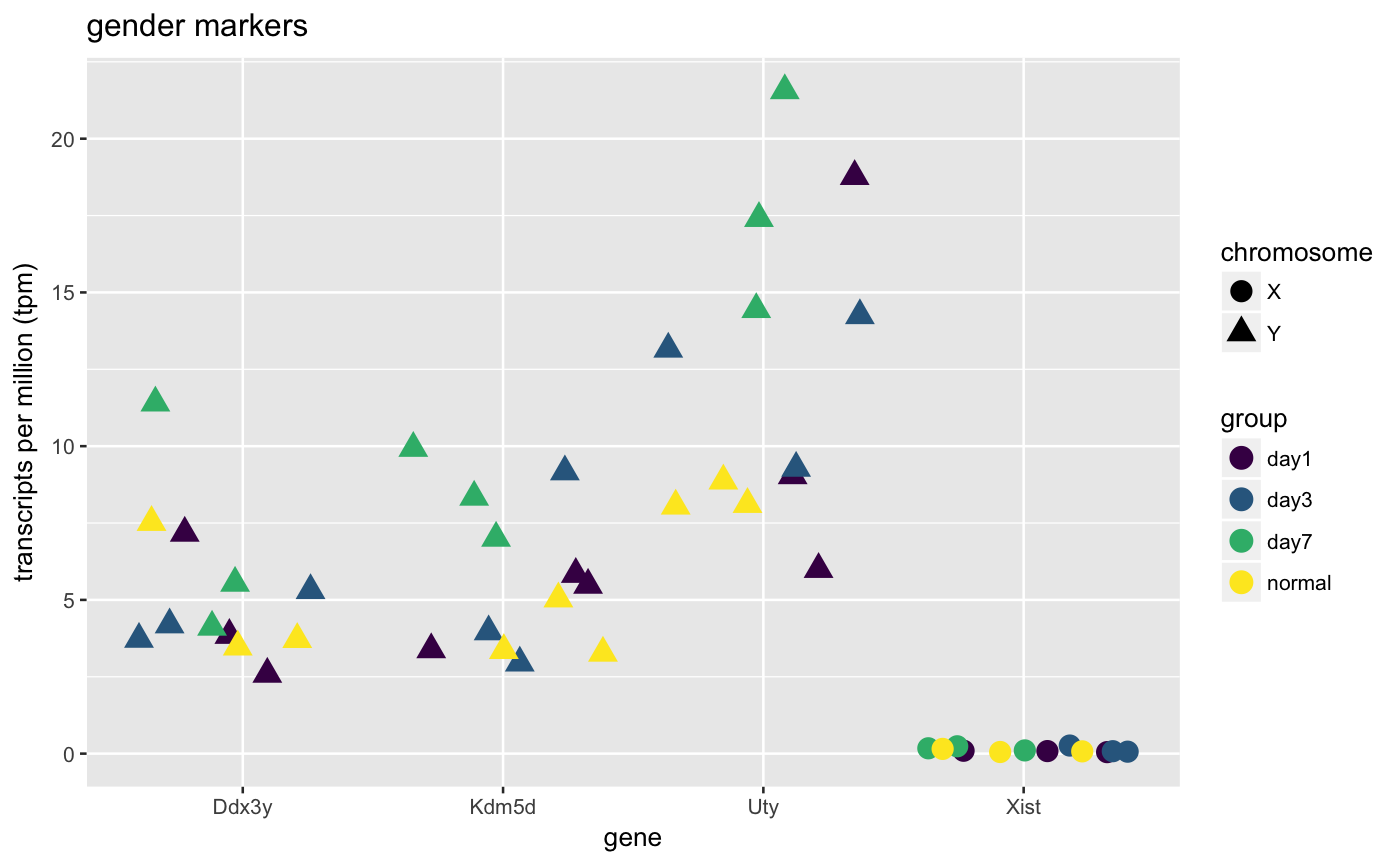 gender markers
transcripts per million (tpm)
20
15
10
5
0
Ddx3y
Kdm5d
Uty
Xist
gene
chromosome
X
Y
group
day1
day3
day7
normal